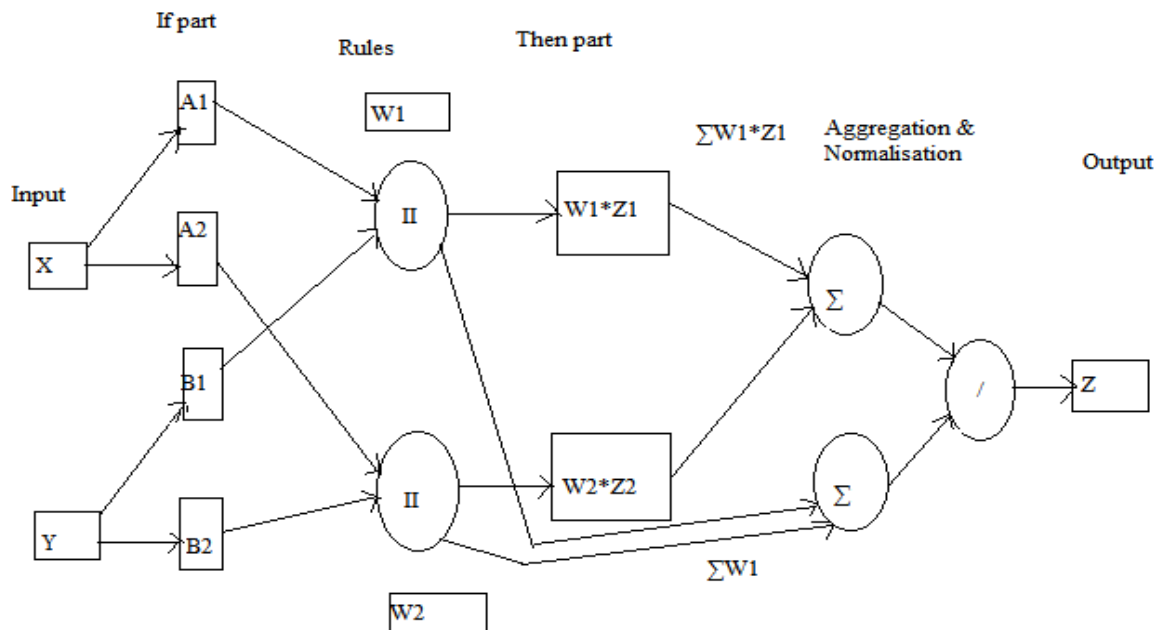 If part
Rules
Then part
A1
W1
∑W1*Z1
Aggregation &
Normalisation
Output
Input
A2
II
W1*Z1
X
∑
B1
/
Z
II
W2*Z2
∑
Y
B2
∑W1
W2